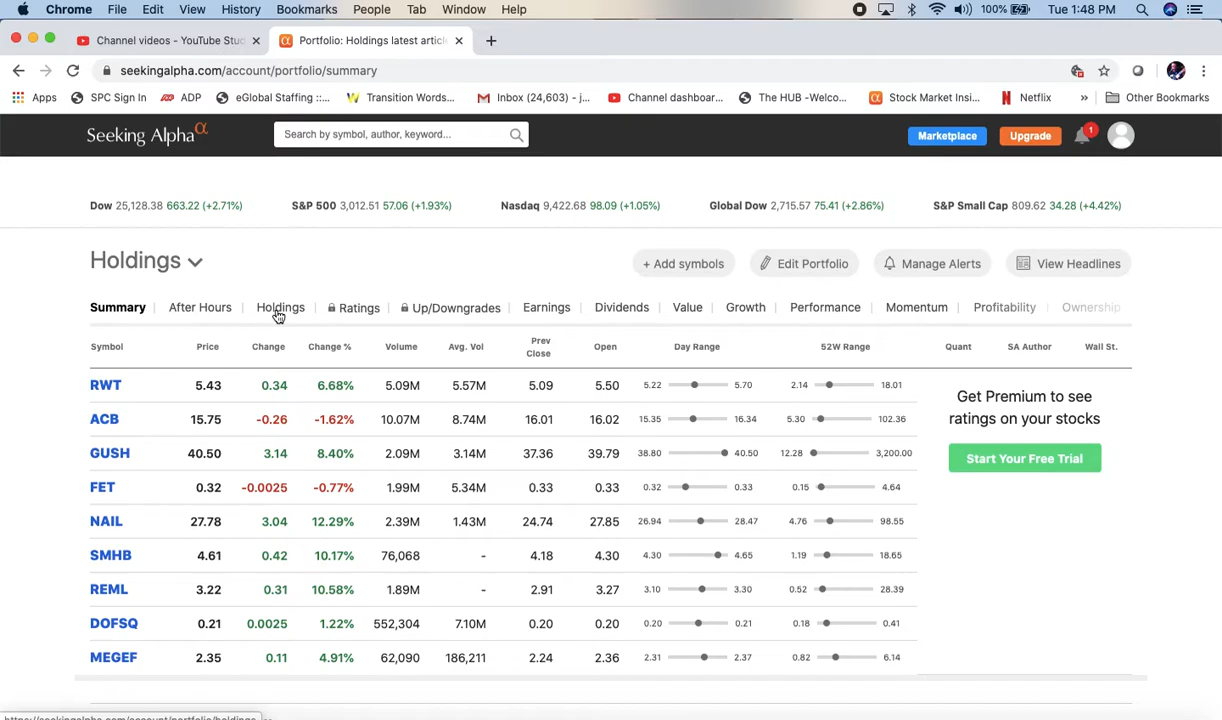 Chrome File Edit View History Bookmarks People Tab Window Help 100% Tue 1:48 PM
Channel videos - YouTube Stu Portfolio: Holdings latest articl
seekingalpha.com/account/portfolio/summary
Apps SPC Sign In ADP eGlobal Staffing ::... Transition Words... Inbox (24,603) - j... Channel dashboar... The HUB -Welco... Stock Market Insi... Netflix » Other Bookmarks
Seeking Alpha α Search by symbol, author, keyword... Marketplace Upgrade 1
Dow 25,128.38 663.22 (+2.71%) S&P 500 3,012.51 57.06 (+1.93%) Nasdaq 9,422.68 98.09 (+1.05%) Global Dow 2,715.57 75.41 (+2.86%) S&P Small Cap 809.62 34.28 (+4.42%)
Holdings + Add symbols Edit Portfolio Manage Alerts View Headlines
Summary After Hours Holdings Ratings Up/Downgrades Earnings Dividends Value Growth Performance Momentum Profitability Ownership
Symbol Price Change Change % Volume Avg. Vol Prev Close Open Day Range 52W Range Quant SA Author Wall St.
RWT 5.43 0.34 6.68% 5.09M 5.57M 5.09 5.50 5.22 5.70 2.14 18.01
Get Premium to see
ratings on your stocks
ACB 15.75 -0.26 -1.62% 10.07M 8.74M 16.01 16.02 15.35 16.34 5.30 102.36
GUSH 40.50 3.14 8.40% 2.09M 3.14M 37.36 39.79 38.80 40.50 12.28 3,200.00
Start Your Free Trial
FET 0.32 -0.0025 -0.77% 1.99M 5.34M 0.33 0.33 0.32 0.33 0.15 4.64
NAIL 27.78 3.04 12.29% 2.39M 1.43M 24.74 27.85 26.94 28.47 4.76 98.55
SMHB 4.61 0.42 10.17% 76,068 - 4.18 4.30 4.30 4.65 1.19 18.65
REML 3.22 0.31 10.58% 1.89M - 2.91 3.27 3.10 3.30 0.52 28.39
DOFSQ 0.21 0.0025 1.22% 552,304 7.10M 0.20 0.20 0.20 0.21 0.18 0.41
MEGEF 2.35 0.11 4.91% 62,090 186,211 2.24 2.36 2.31 2.37 0.82 6.14
https://seekingalpha.com/account/portfolio/holdings